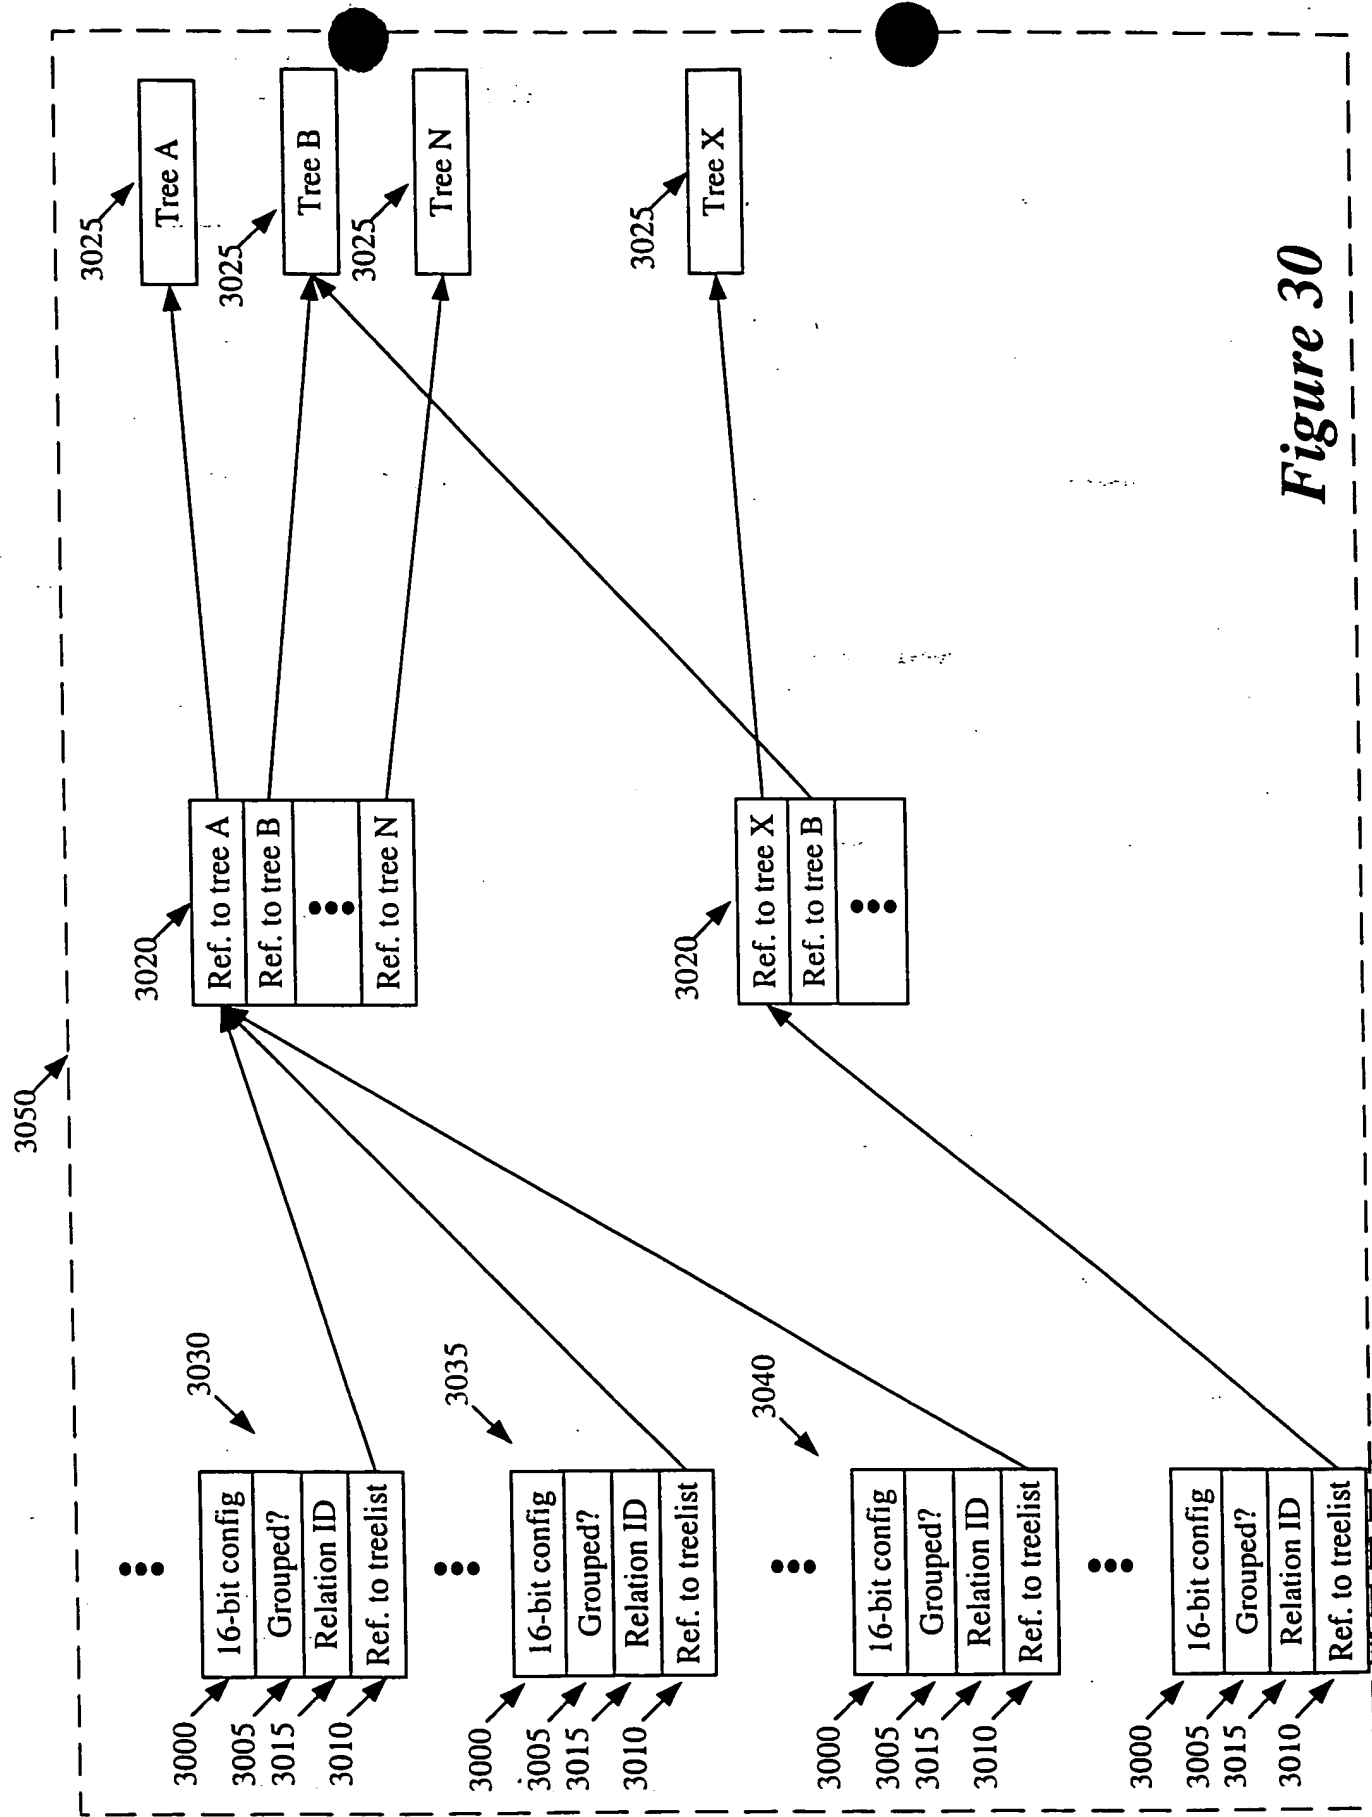 3050
3030
3000
16-bit config
3005
Grouped?
3015
Relation ID
3010
Ref. to treelist
3035
3000
16-bit config
3005
Grouped?
3015
Relation ID
3010
Ref. to treelist
3040
3000
16-bit config
3005
Grouped?
3015
Relation ID
3010
Ref. to treelist
3000
16-bit config
3005
Grouped?
3015
Relation ID
3010
Ref. to treelist
3020
Ref. to tree A
Ref. to tree B
Ref. to tree N
3020
Ref. to tree X
Ref. to tree B
3025
Tree A
3025
Tree B
3025
Tree N
3025
Tree X
Figure 30